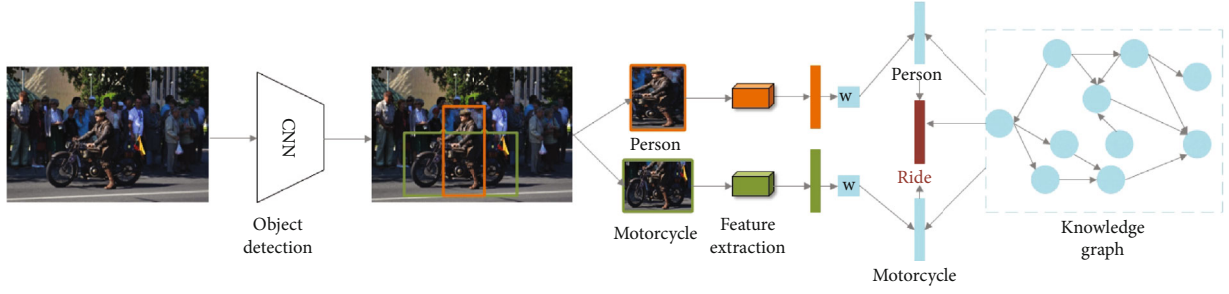 CNN
Object
detection
Person
Motorcycle
Feature
extraction
w
w
Person
Ride
Motorcycle
Knowledge
graph